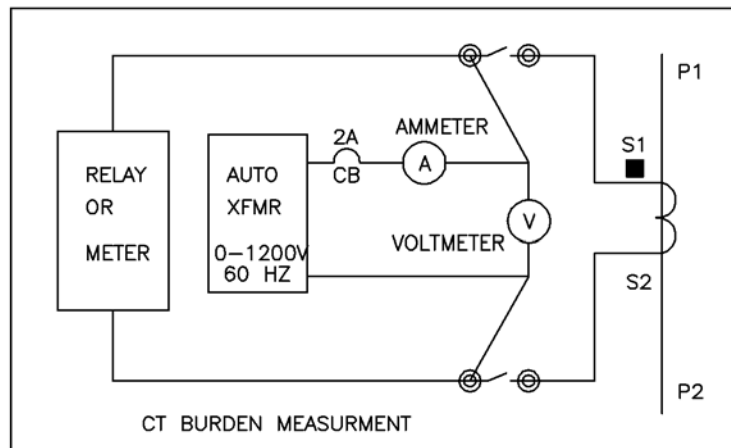 P1
S1
2A
CB
AMMETER
A
RELAY
OR
METER
AUTO
XFMR
0-1200V
60 HZ
V
VOLTMETER
S2
P2
CT BURDEN MEASURMENT